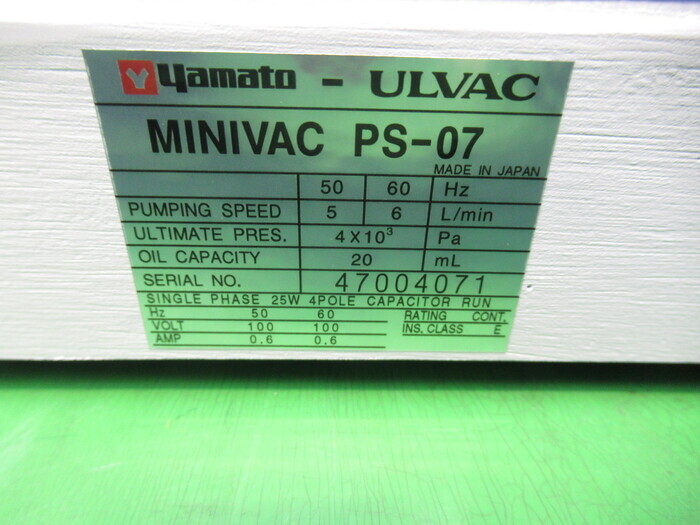 Yamato - ULVAC
MINIVAC PS-07
MADE IN JAPAN
50 60 Hz
PUMPING SPEED 5 6 L/min
ULTIMATE PRES. 4X10³ Pa
OIL CAPACITY 20 mL
SERIAL NO. 47004071
SINGLE PHASE 25W 4POLE CAPACITOR RUN
Hz 50 60 RATING CONT.
VOLT 100 100 INS. CLASS E
AMP 0.6 0.6